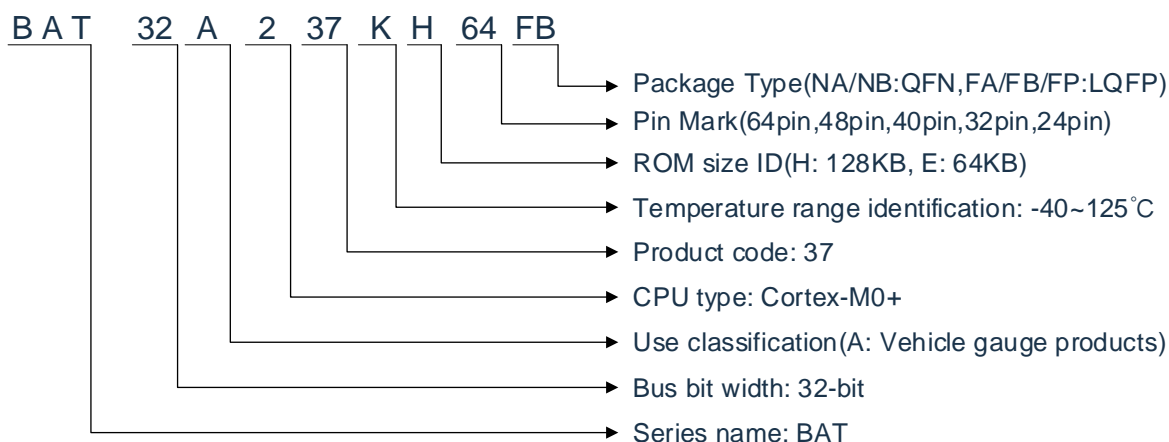 BAT 32 A 2 37 K H 64 FB
Package Type(NA/NB:QFN,FA/FB/FP:LQFP)
Pin Mark(64pin,48pin,40pin,32pin,24pin)
ROM size ID(H: 128KB, E: 64KB)
Temperature range identification: -40~125℃
Product code: 37
CPU type: Cortex-M0+
Use classification(A: Vehicle gauge products)
Bus bit width: 32-bit
Series name: BAT